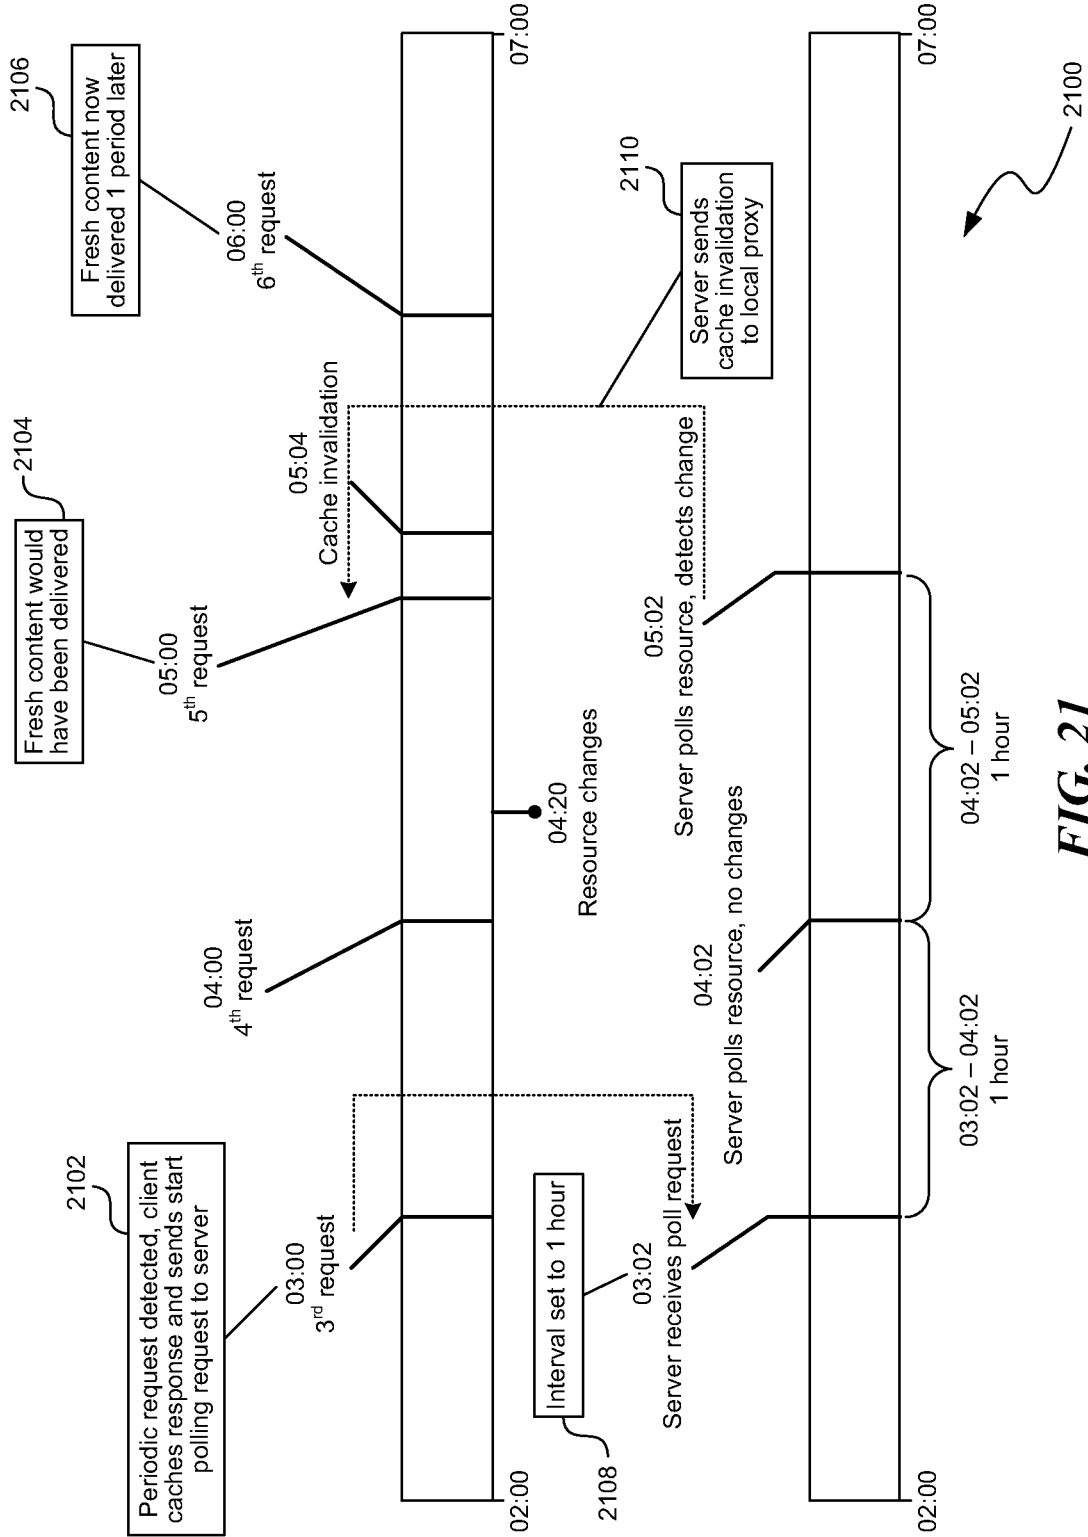 2102
Periodic request detected, client
caches response and sends start
polling request to server
03:00
3rd request
04:00
4th request
2104
Fresh content would
have been delivered
05:00
5th request
05:04
Cache invalidation
2106
Fresh content now
delivered 1 period later
06:00
6th request
02:00
07:00
04:20
Resource changes
2108
Interval set to 1 hour
03:02
Server receives poll request
04:02
Server polls resource, no changes
05:02
Server polls resource, detects change
2110
Server sends
cache invalidation
to local proxy
02:00
07:00
03:02 – 04:02
1 hour
04:02 – 05:02
1 hour
2100
FIG. 21